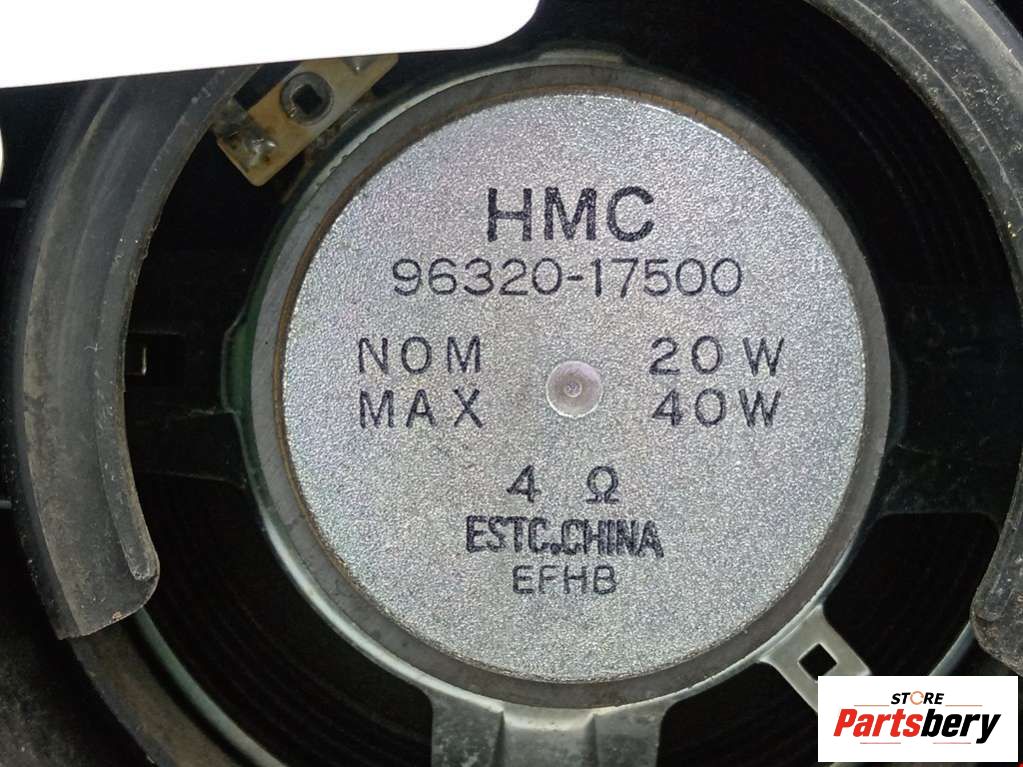 HMC
96320-17500
NOM 20W
MAX 40W
4 Ω
ESTC.CHINA
EFHB
STORE
Partsbery